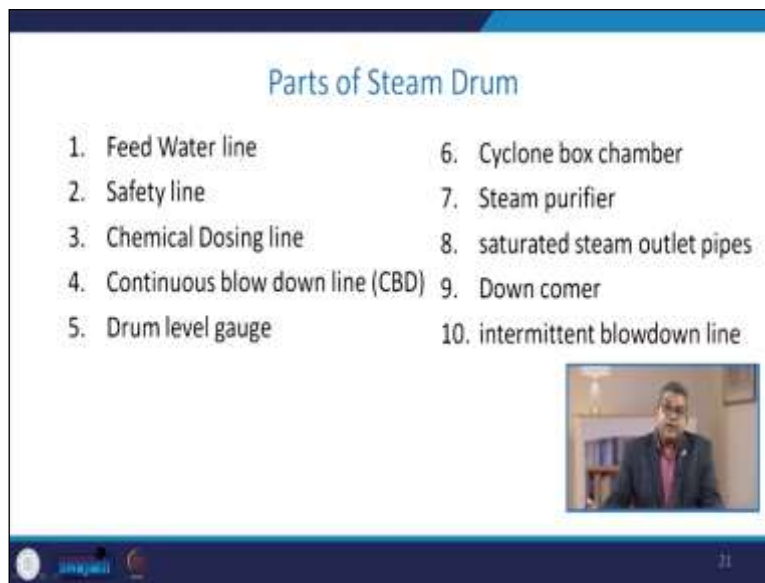 Parts of Steam Drum
1. Feed Water line
2. Safety line
3. Chemical Dosing line
4. Continuous blow down line (CBD)
5. Drum level gauge
6. Cyclone box chamber
7. Steam purifier
8. saturated steam outlet pipes
9. Down comer
10. intermittent blowdown line
swayam
21